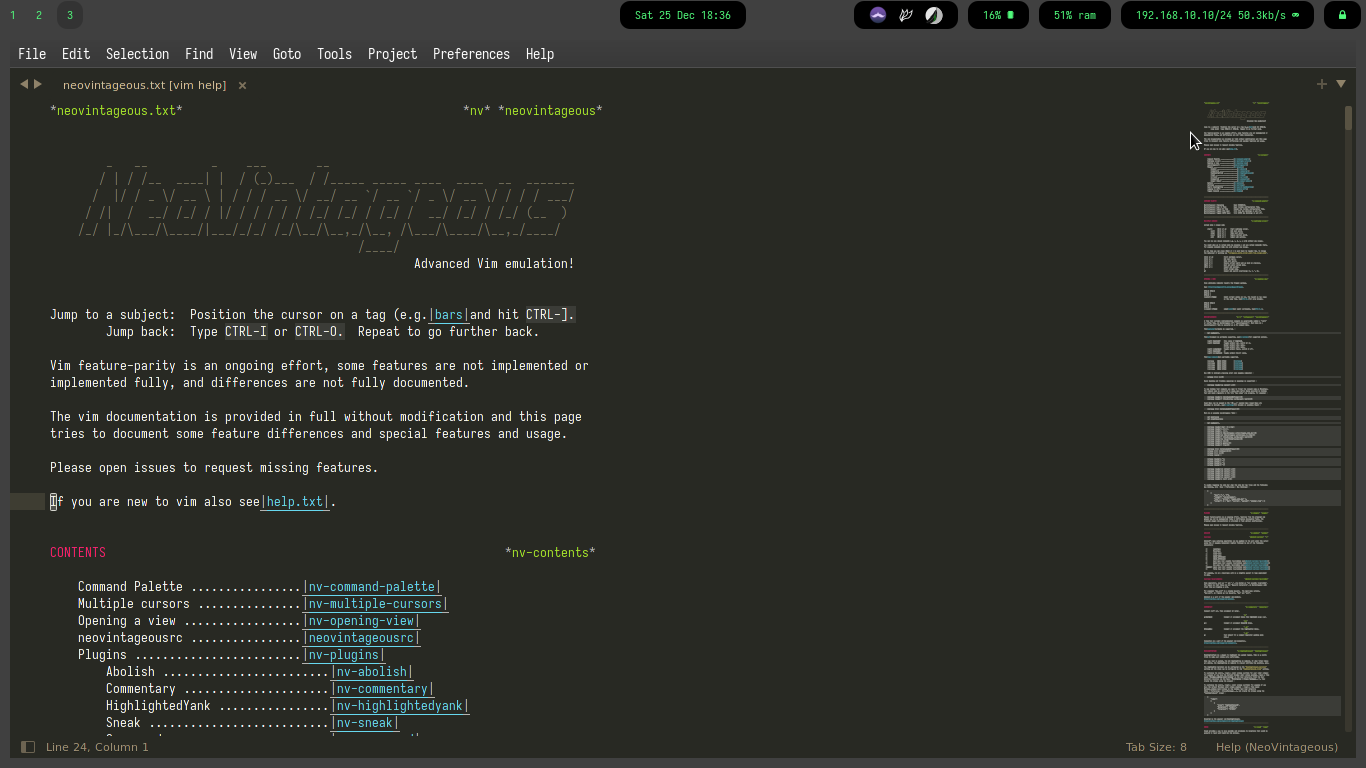 1 2 3 Sat 25 Dec 18:36 16% 51% ram 192.168.10.10/24 50.3kb/s ∞
File Edit Selection Find View Goto Tools Project Preferences Help
neovintageous.txt [vim help] ×
*neovintageous.txt* *nv* *neovintageous*
Advanced Vim emulation!
Jump to a subject: Position the cursor on a tag (e.g.|bars|and hit CTRL-].
Jump back: Type CTRL-I or CTRL-O. Repeat to go further back.
Vim feature-parity is an ongoing effort, some features are not implemented or
implemented fully, and differences are not fully documented.
The vim documentation is provided in full without modification and this page
tries to document some feature differences and special features and usage.
Please open issues to request missing features.
If you are new to vim also see|help.txt|.
CONTENTS *nv-contents*
Command Palette ................|nv-command-palette|
Multiple cursors ...............|nv-multiple-cursors|
Opening a view .................|nv-opening-view|
neovintageousrc ................|neovintageousrc|
Plugins ........................|nv-plugins|
Abolish ........................|nv-abolish|
Commentary .....................|nv-commentary|
HighlightedYank ................|nv-highlightedyank|
Sneak ..........................|nv-sneak|
Line 24, Column 1 Tab Size: 8 Help (NeoVintageous)